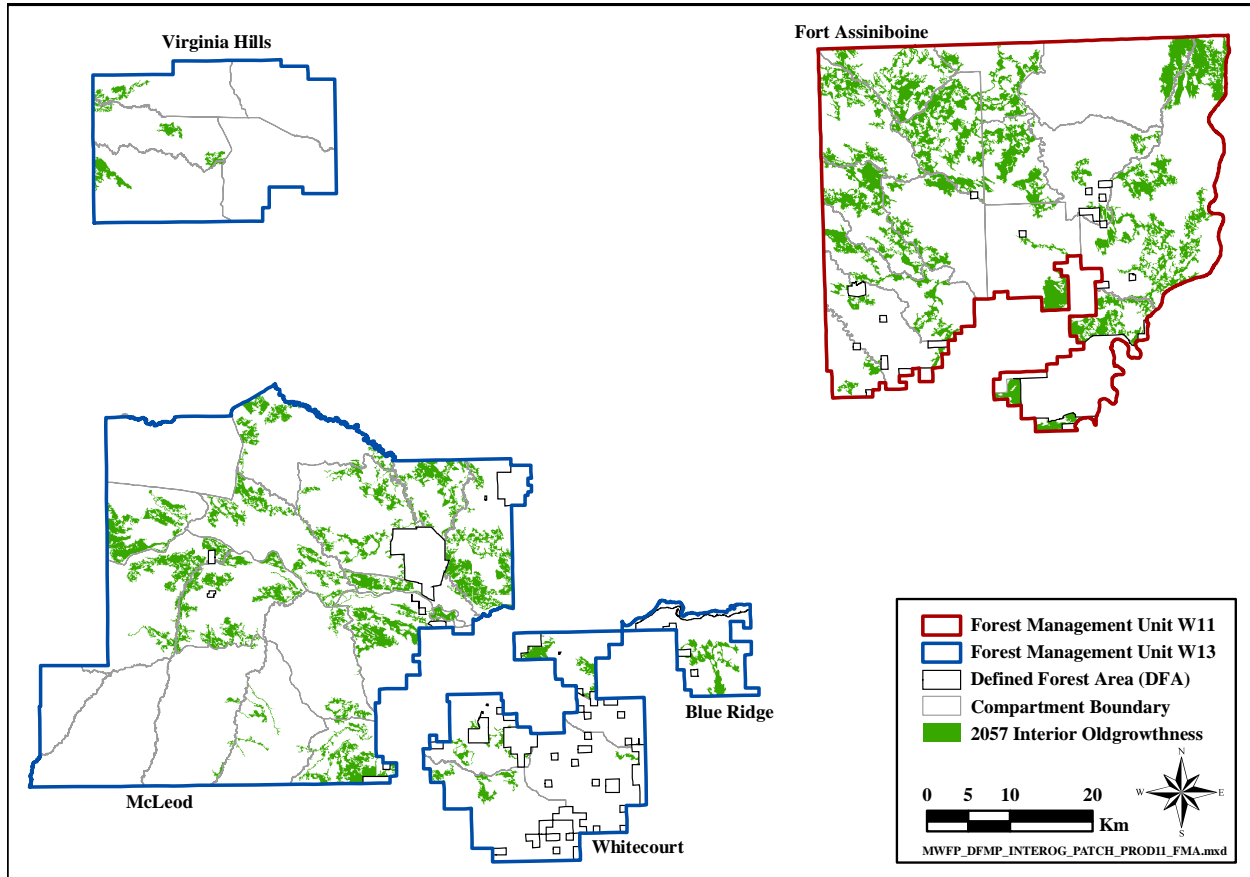 Virginia Hills
Fort Assiniboine
McLeod
Blue Ridge
Whitecourt
Forest Management Unit W11
Forest Management Unit W13
Defined Forest Area (DFA)
Compartment Boundary
2057 Interior Oldgrowthness
N
W E
S
0 5 10 20
Km
MWFP_DFMP_INTEROG_PATCH_PROD11_FMA.mxd